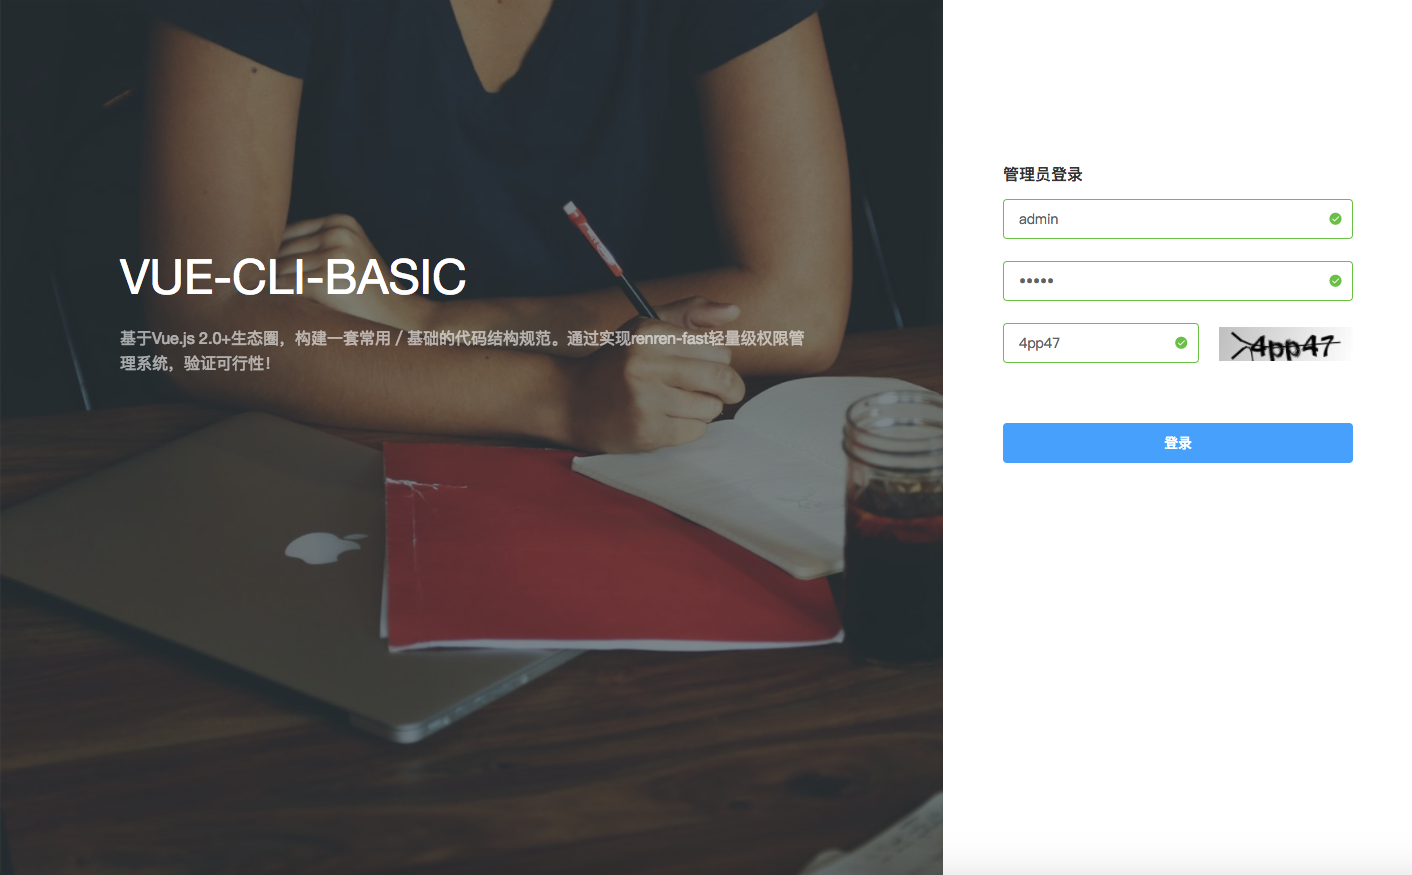 VUE-CLI-BASIC
基于Vue.js 2.0+生态圈，构建一套常用 / 基础的代码结构规范。通过实现renren-fast轻量级权限管
理系统，验证可行性！
管理员登录
admin
•••••
4pp47
4pp47
登录